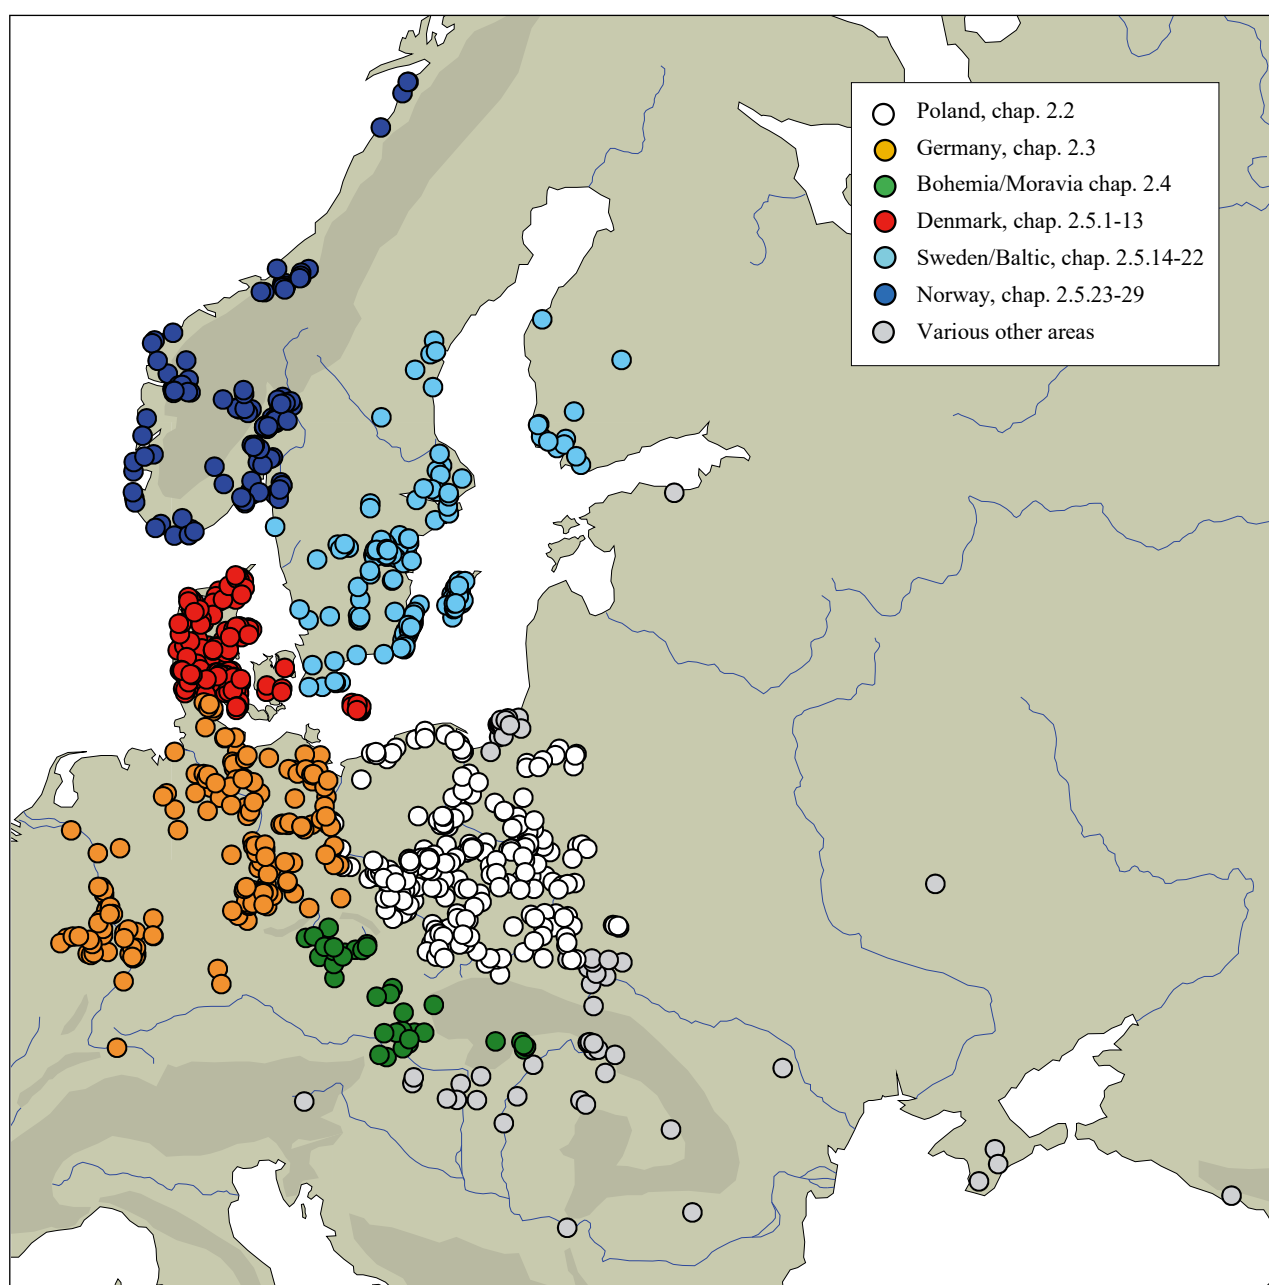 Poland, chap. 2.2
Germany, chap. 2.3
Bohemia/Moravia chap. 2.4
Denmark, chap. 2.5.1-13
Sweden/Baltic, chap. 2.5.14-22
Norway, chap. 2.5.23-29
Various other areas